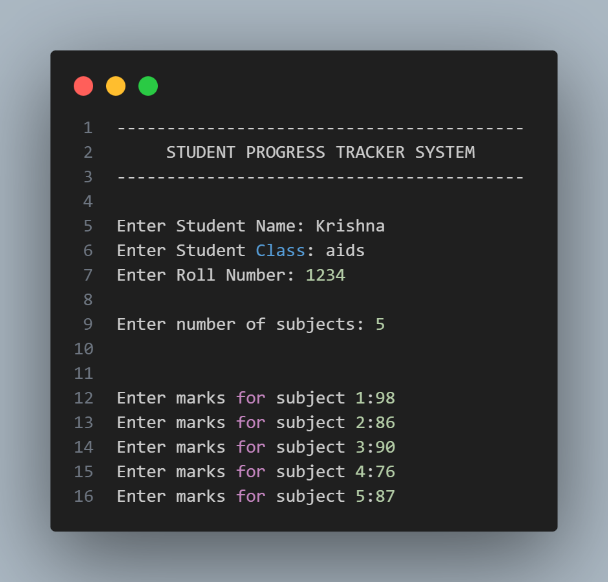 1 -----------------------------------------
2 STUDENT PROGRESS TRACKER SYSTEM
3 -----------------------------------------
4
5 Enter Student Name: Krishna
6 Enter Student Class: aids
7 Enter Roll Number: 1234
8
9 Enter number of subjects: 5
10
11
12 Enter marks for subject 1:98
13 Enter marks for subject 2:86
14 Enter marks for subject 3:90
15 Enter marks for subject 4:76
16 Enter marks for subject 5:87